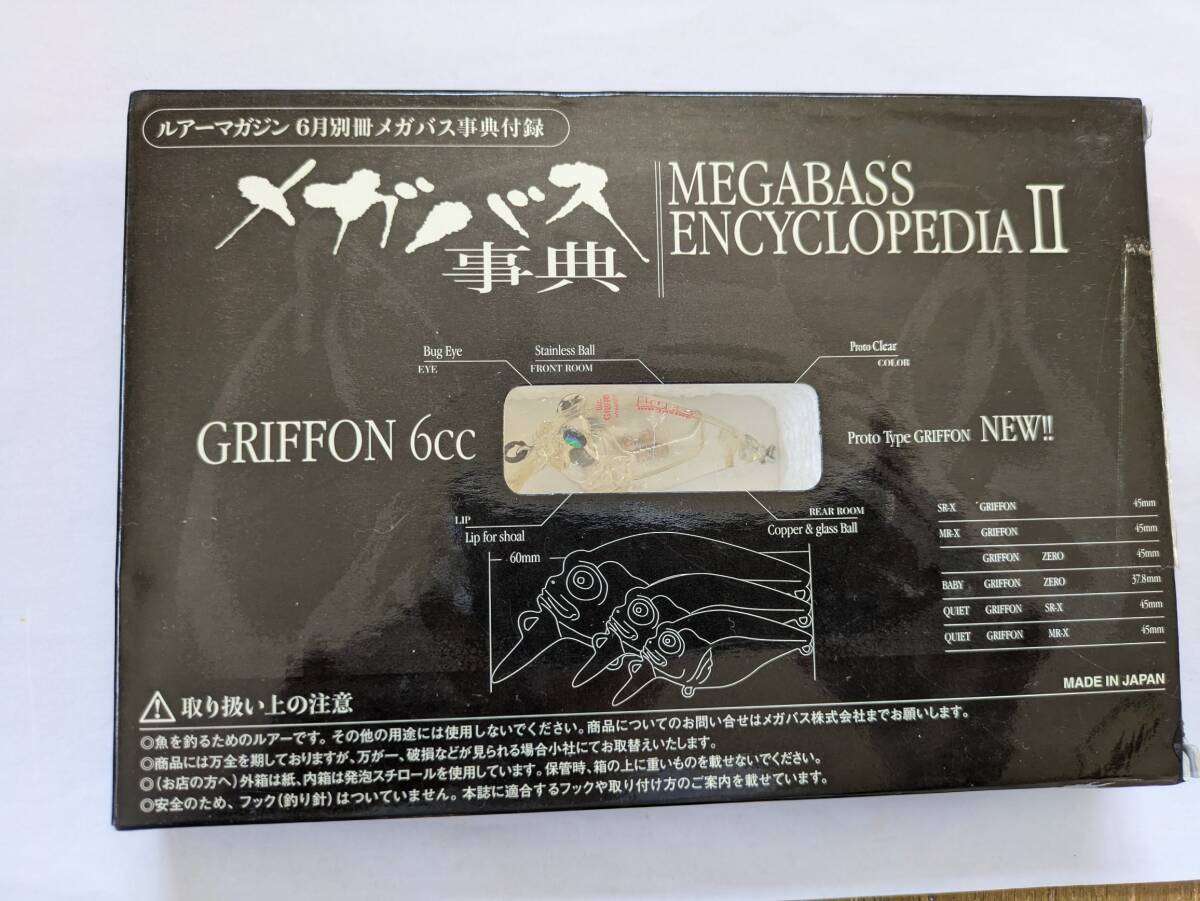 ルアーマガジン 6月別冊メガバス事典付録
メガバス
事典
MEGABASS
ENCYCLOPEDIA II
Bug Eye
EYE
Stainless Ball
FRONT ROOM
Proto Clear
COLOR
GRIFFON 6cc
Proto Type GRIFFON NEW!!
LIP
Lip for shoal
REAR ROOM
Copper & glass Ball
60mm
SR-X GRIFFON 45mm
MR-X GRIFFON 45mm
GRIFFON ZERO 45mm
BABY GRIFFON ZERO 37.8mm
QUIET GRIFFON SR-X 45mm
QUIET GRIFFON MR-X 45mm
MADE IN JAPAN
取り扱い上の注意
◎魚を釣るためのルアーです。その他の用途には使用しないでください。商品についてのお問い合せはメガバス株式会社までお願いします。
◎商品には万全を期しておりますが、万が一、破損などが見られる場合小社にてお取替えいたします。
◎(お店の方へ)外箱は紙、内箱は発泡スチロールを使用しています。保管時、箱の上に重いものを載せないでください。
◎安全のため、フック(釣り針)はついていません。本誌に適合するフックや取り付け方のご案内を載せています。